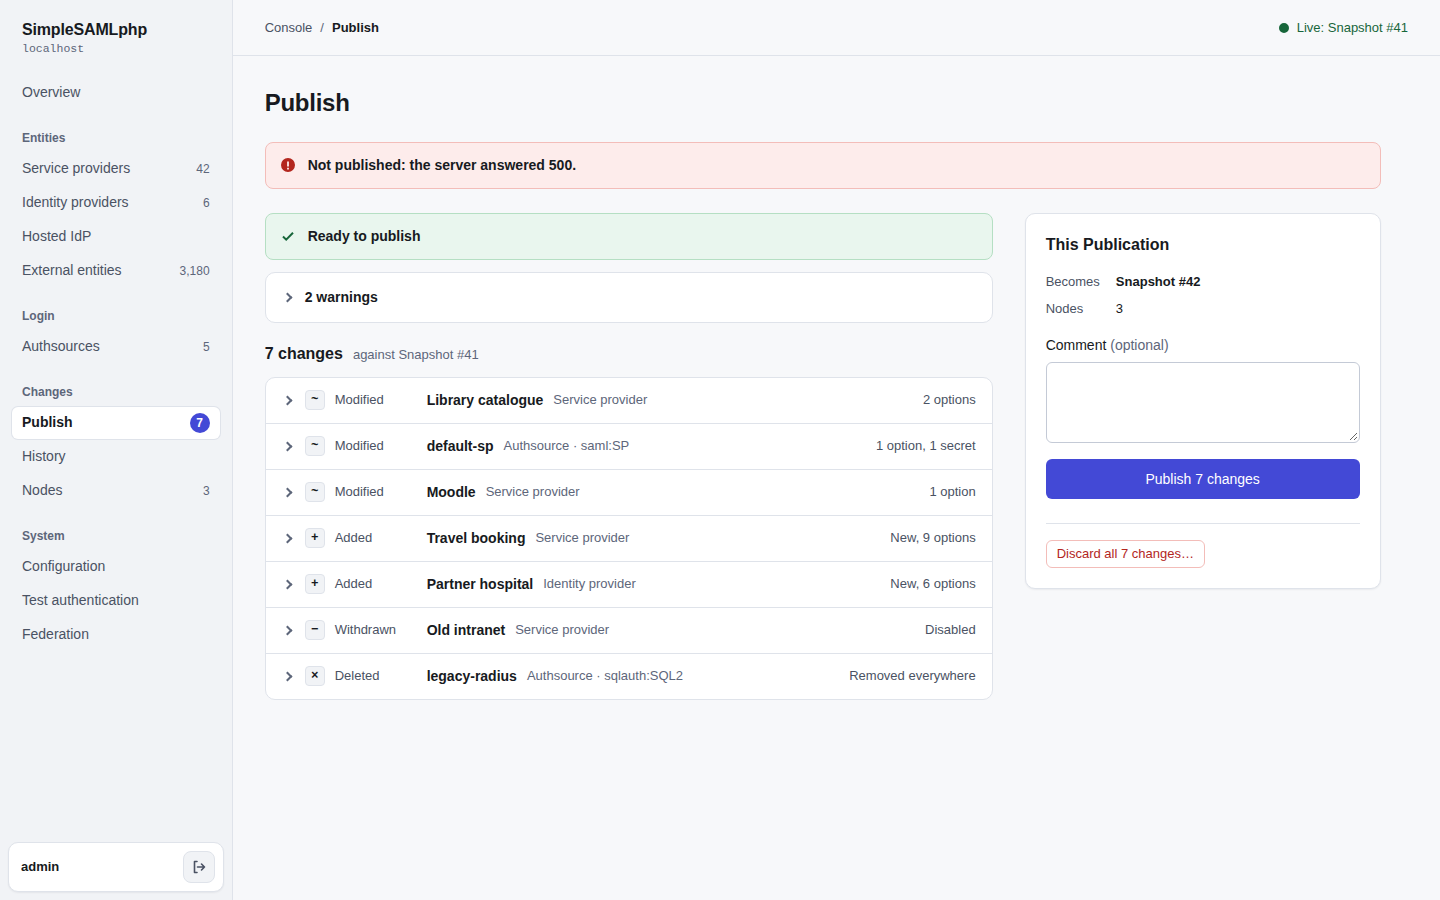 SimpleSAMLphp
localhost
Overview
Entities
Service providers 42
Identity providers 6
Hosted IdP
External entities 3,180
Login
Authsources 5
Changes
Publish 7
History
Nodes 3
System
Configuration
Test authentication
Federation
admin
Console / Publish
Live: Snapshot #41
Publish
Not published: the server answered 500.
Ready to publish
2 warnings
7 changes against Snapshot #41
~ Modified Library catalogue Service provider 2 options
~ Modified default-sp Authsource · saml:SP 1 option, 1 secret
~ Modified Moodle Service provider 1 option
+ Added Travel booking Service provider New, 9 options
+ Added Partner hospital Identity provider New, 6 options
− Withdrawn Old intranet Service provider Disabled
× Deleted legacy-radius Authsource · sqlauth:SQL2 Removed everywhere
This Publication
Becomes Snapshot #42
Nodes 3
Comment (optional)
Publish 7 changes
Discard all 7 changes…